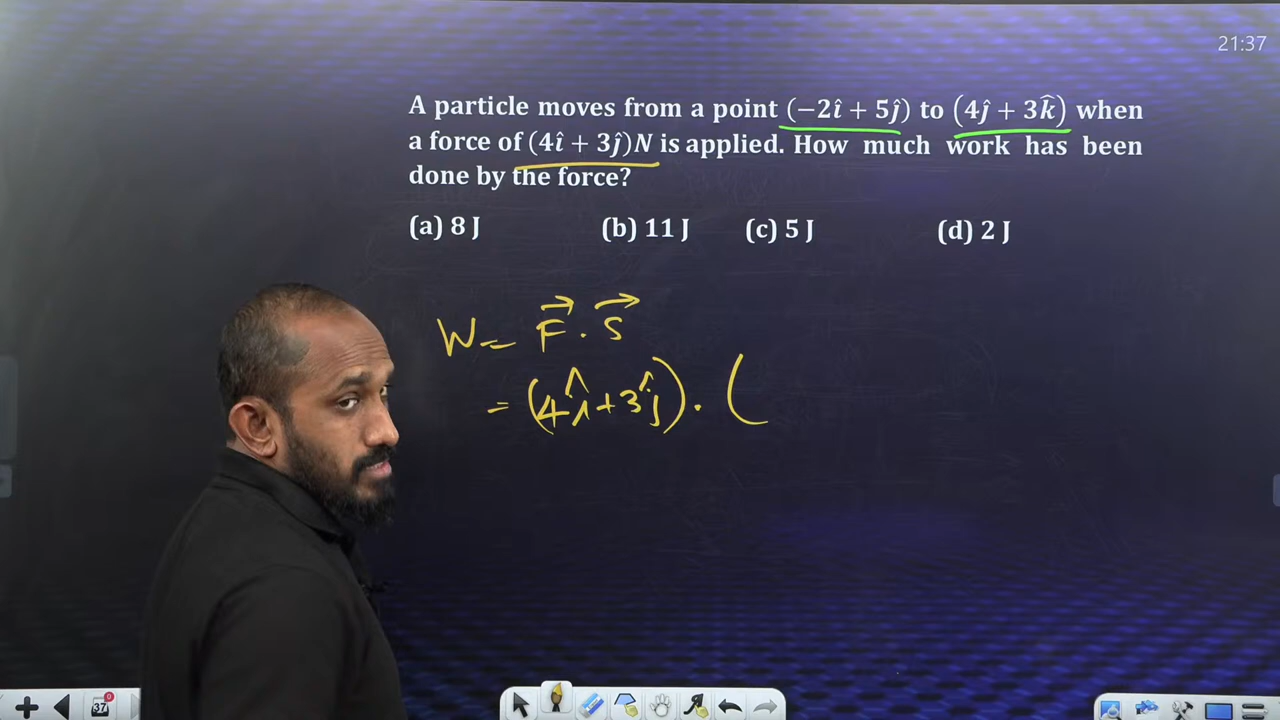 21:37
A particle moves from a point (−2î + 5ĵ) to (4ĵ + 3k̂) when
a force of (4î + 3ĵ)N is applied. How much work has been
done by the force?
(a) 8 J (b) 11 J (c) 5 J (d) 2 J
W = F⃗ . S⃗
= (4î + 3ĵ) . (
37 0